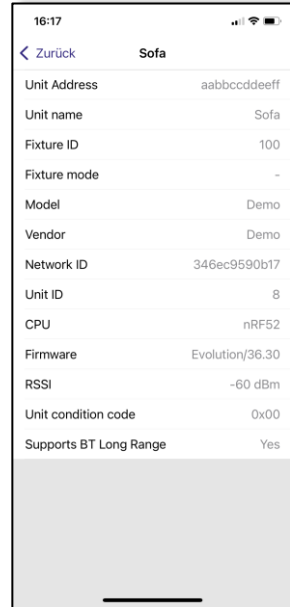 16:17
Zurück Sofa
Unit Address aabbccddeeff
Unit name Sofa
Fixture ID 100
Fixture mode -
Model Demo
Vendor Demo
Network ID 346ec9590b17
Unit ID 8
CPU nRF52
Firmware Evolution/36.30
RSSI -60 dBm
Unit condition code 0x00
Supports BT Long Range Yes